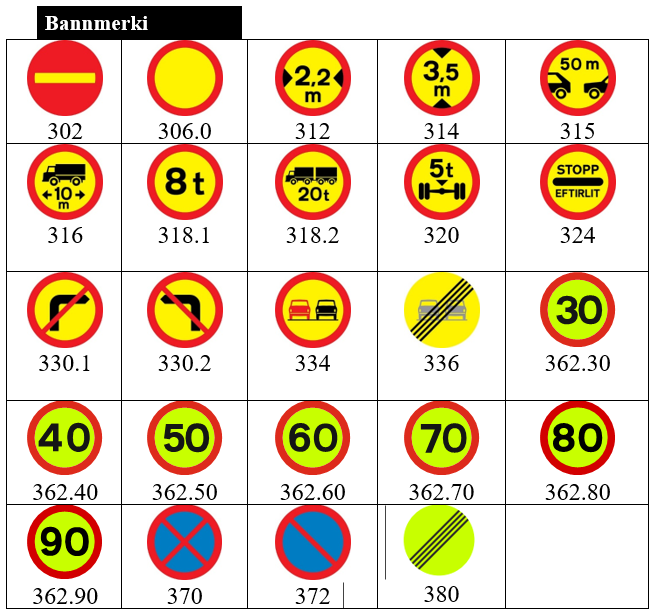 Bannmerki
2,2 m
3,5 m
50 m
302 306.0 312 314 315
10 m
8 t
20t
5t
STOPP
EFTIRLIT
316 318.1 318.2 320 324
30
330.1 330.2 334 336 362.30
40 50 60 70 80
362.40 362.50 362.60 362.70 362.80
90
362.90 370 372 380